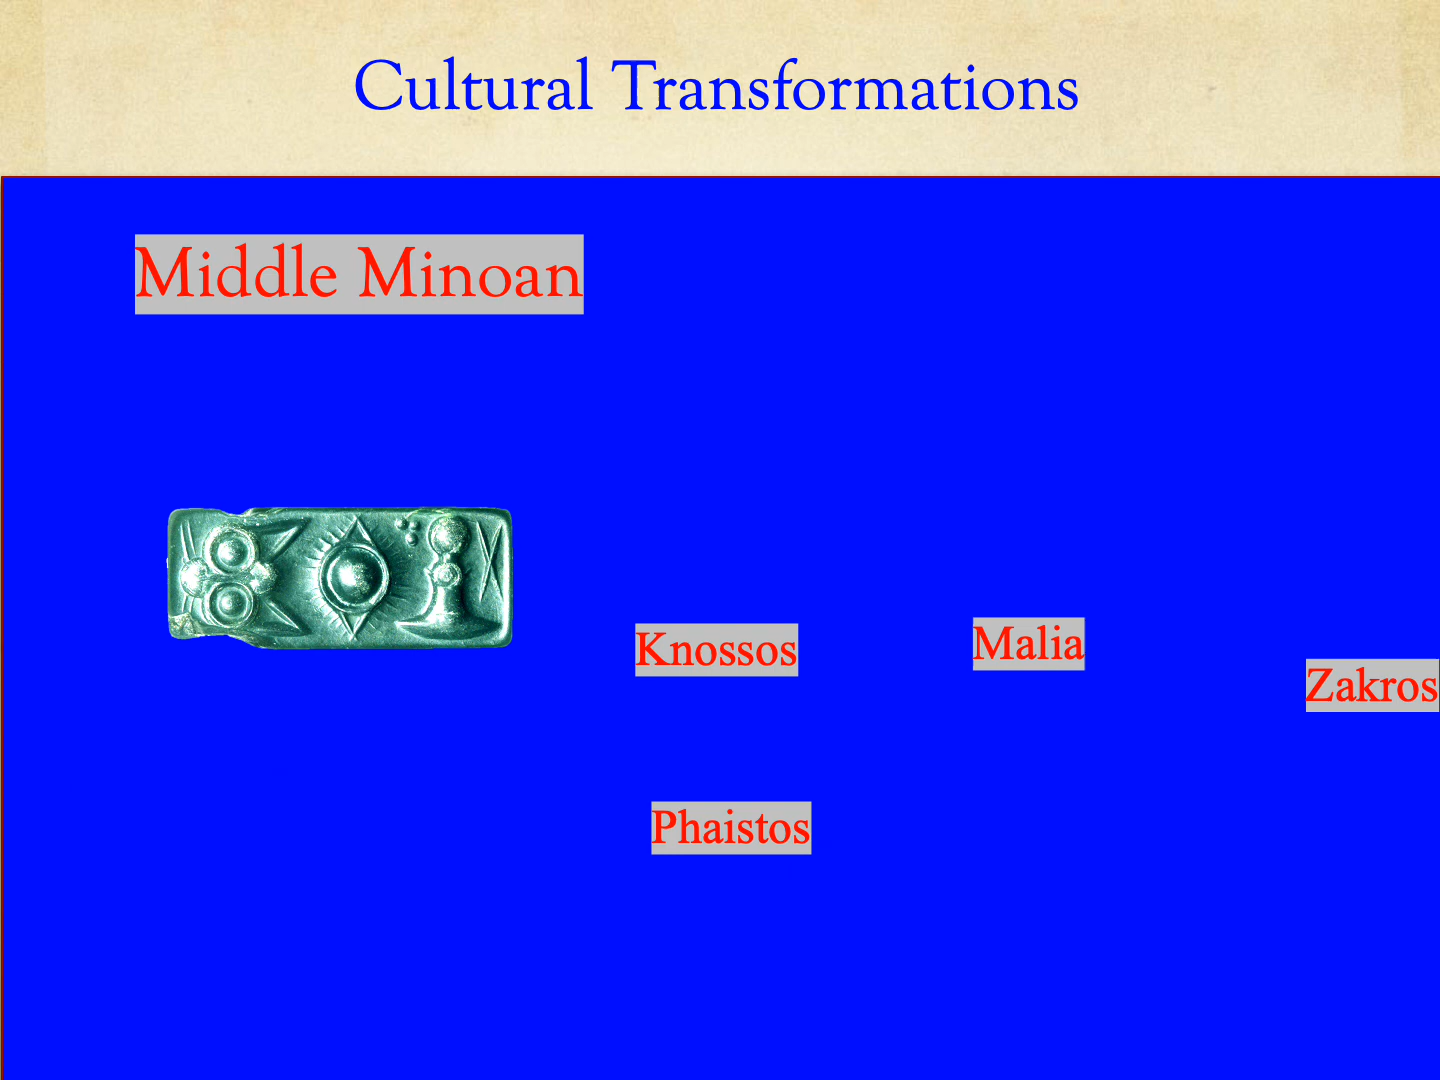 Cultural Transformations
Middle Minoan
Knossos
Malia
Zakros
Phaistos